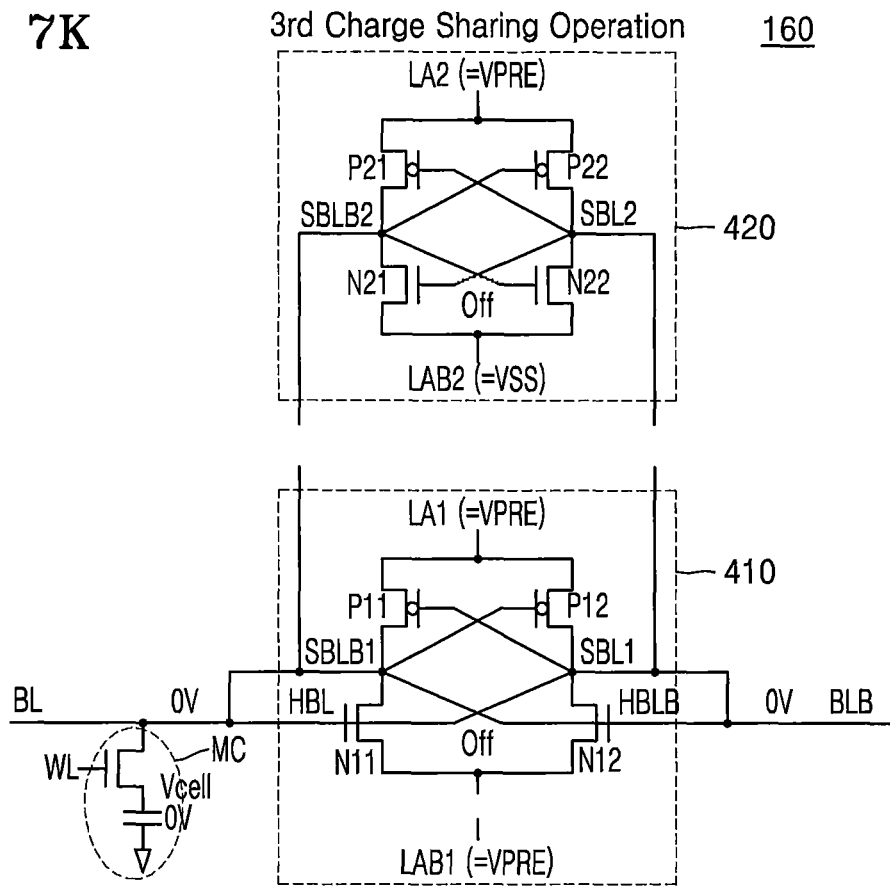 7K
3rd Charge Sharing Operation
160
LA2 (=VPRE)
P21
P22
SBLB2
SBL2
420
N21
N22
Off
LAB2 (=VSS)
LA1 (=VPRE)
410
P11
P12
SBLB1
SBL1
BL
0V
HBL
HBLB
0V
BLB
Off
N11
N12
MC
WL
Vcell
0V
LAB1 (=VPRE)